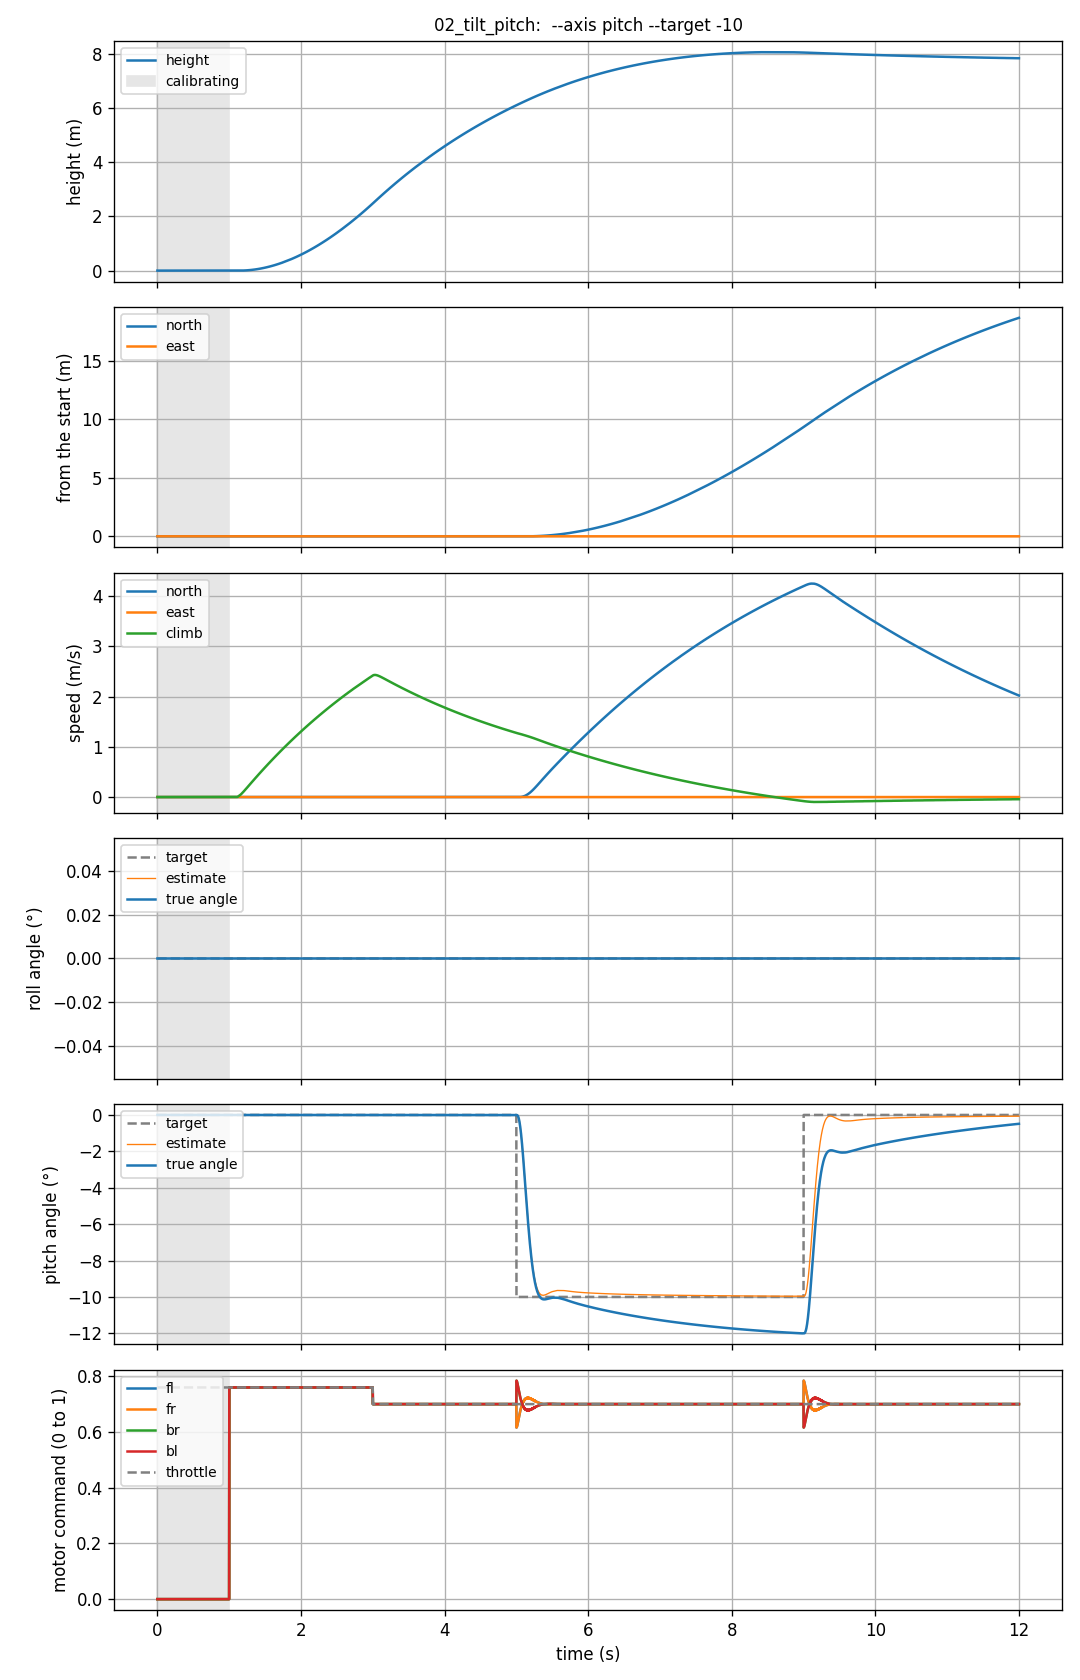 02_tilt_pitch:  --axis pitch --target -10
height (m)
8
6
4
2
0
height
calibrating
from the start (m)
15
10
5
0
north
east
speed (m/s)
4
3
2
1
0
north
east
climb
roll angle (°)
0.04
0.02
0.00
−0.02
−0.04
target
estimate
true angle
pitch angle (°)
0
−2
−4
−6
−8
−10
−12
target
estimate
true angle
motor command (0 to 1)
0.8
0.6
0.4
0.2
0.0
fl
fr
br
bl
throttle
0 2 4 6 8 10 12
time (s)